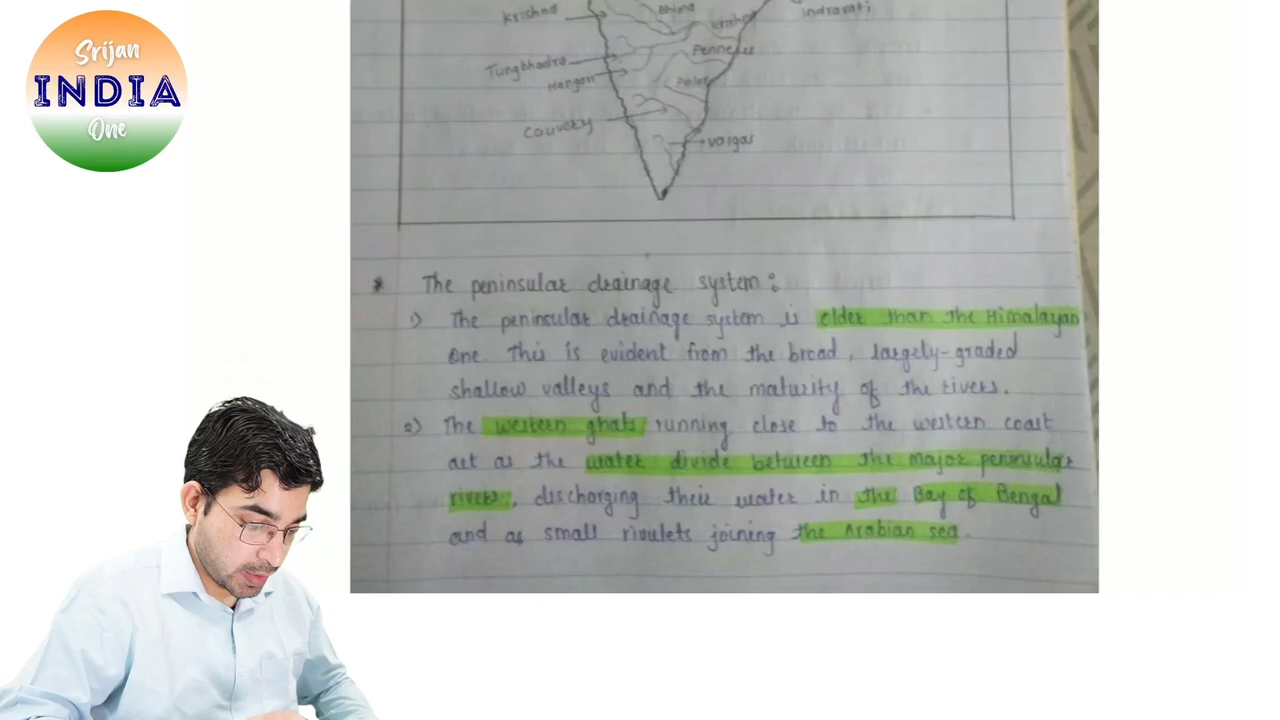 Srijan
INDIA
One
Krishna
Bhima
Krishna
Indravati
Penneru
Tungbhadra
Palar
Cauvery
Vaigai
* The peninsular drainage system :
1) The peninsular drainage system is older than the Himalayan
one. This is evident from the broad, largely-graded
shallow valleys and the maturity of the rivers.
2) The western ghats running close to the western coast
act as the water divide between the major peninsular
rivers, discharging their water in the Bay of Bengal
and as small rivulets joining the Arabian sea.